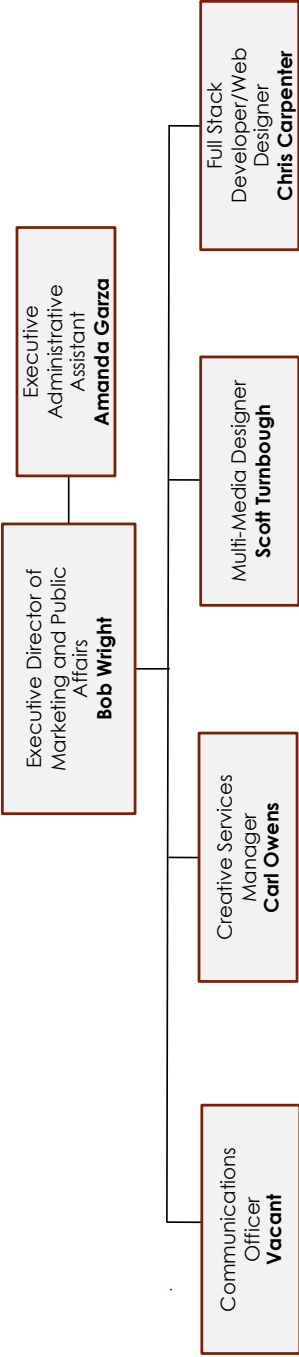 Executive Director of
Marketing and Public
Affairs
Bob Wright
Executive
Administrative
Assistant
Amanda Garza
Communications
Officer
Vacant
Creative Services
Manager
Carl Owens
Multi-Media Designer
Scott Turnbough
Full Stack
Developer/Web
Designer
Chris Carpenter